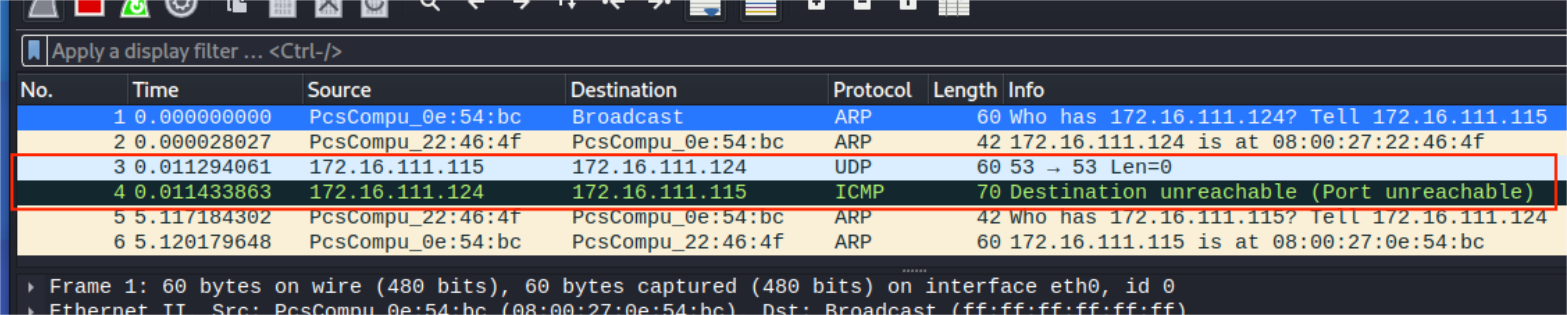 Apply a display filter … <Ctrl-/>
No. Time Source Destination Protocol Length Info
1 0.000000000 PcsCompu_0e:54:bc Broadcast ARP 60 Who has 172.16.111.124? Tell 172.16.111.115
2 0.000028027 PcsCompu_22:46:4f PcsCompu_0e:54:bc ARP 42 172.16.111.124 is at 08:00:27:22:46:4f
3 0.011294061 172.16.111.115 172.16.111.124 UDP 60 53 → 53 Len=0
4 0.011433863 172.16.111.124 172.16.111.115 ICMP 70 Destination unreachable (Port unreachable)
5 5.117184302 PcsCompu_22:46:4f PcsCompu_0e:54:bc ARP 42 Who has 172.16.111.115? Tell 172.16.111.124
6 5.120179648 PcsCompu_0e:54:bc PcsCompu_22:46:4f ARP 60 172.16.111.115 is at 08:00:27:0e:54:bc
Frame 1: 60 bytes on wire (480 bits), 60 bytes captured (480 bits) on interface eth0, id 0
Ethernet II, Src: PcsCompu_0e:54:bc (08:00:27:0e:54:bc), Dst: Broadcast (ff:ff:ff:ff:ff:ff)